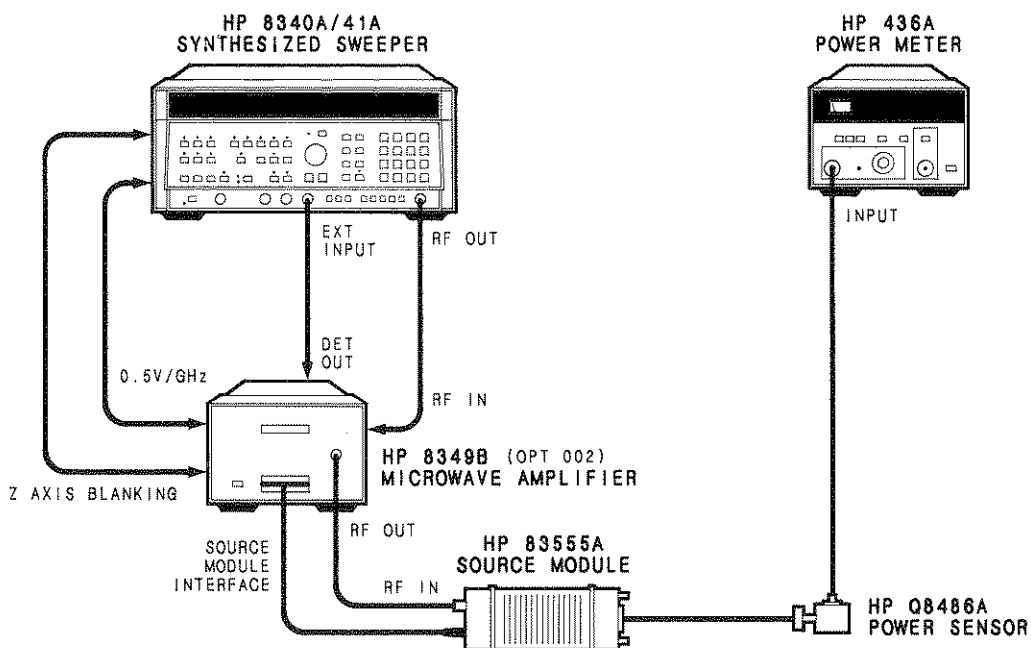 HP 8340A/41A
SYNTHESIZED SWEEPER
HP 436A
POWER METER
EXT
INPUT
RF OUT
INPUT
DET
OUT
0.5V/GHz
RF IN
HP 8349B (OPT 002)
MICROWAVE AMPLIFIER
Z AXIS BLANKING
RF OUT
SOURCE
MODULE
INTERFACE
HP 83555A
SOURCE MODULE
RF IN
HP Q8486A
POWER SENSOR